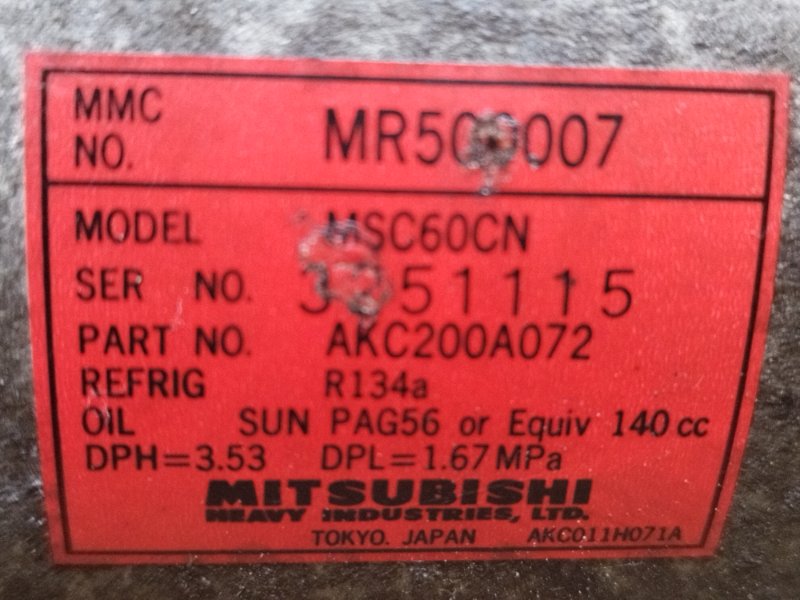 MMC
NO.
MODEL MSC60CN
SER NO.
PART NO. AKC200A072
REFRIG R134a
OIL SUN PAG56 or Equiv 140 cc
DPH=3.53 DPL=1.67MPa
MITSUBISHI
HEAVY INDUSTRIES, LTD.
TOKYO. JAPAN AKC011H071A